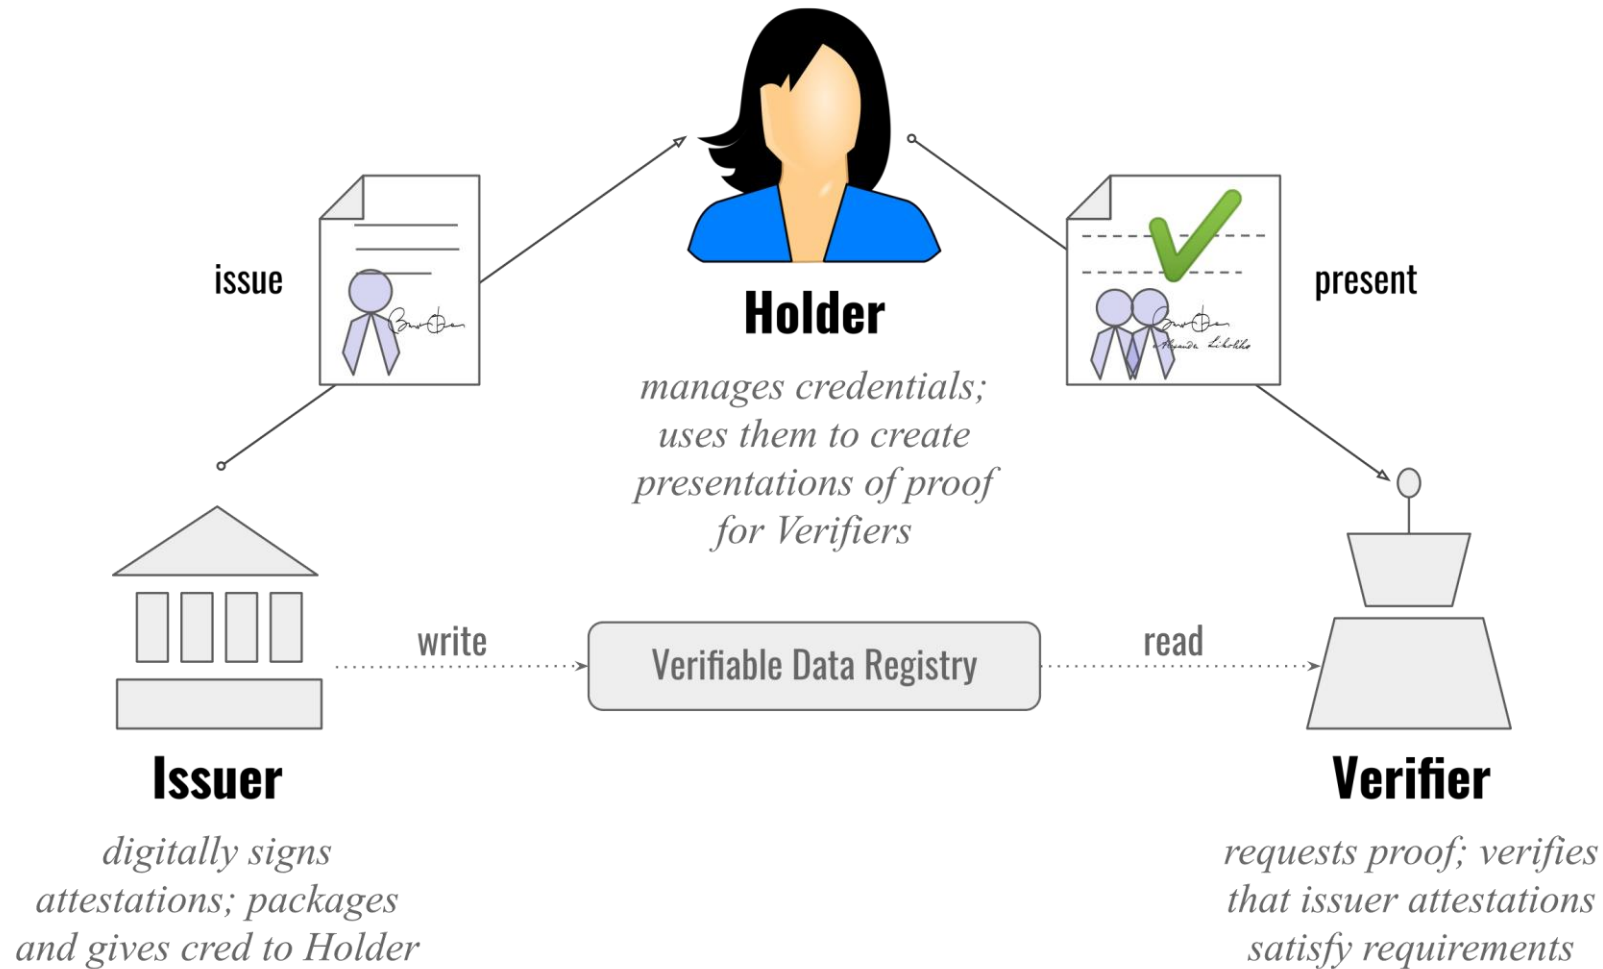 issue
present
Holder
manages credentials;
uses them to create
presentations of proof
for Verifiers
write
Verifiable Data Registry
read
Issuer
digitally signs
attestations; packages
and gives cred to Holder
Verifier
requests proof; verifies
that issuer attestations
satisfy requirements